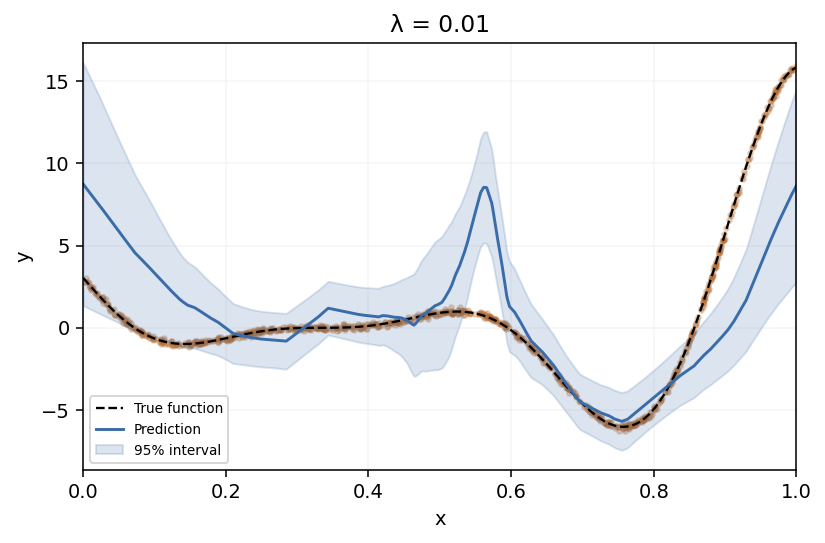 λ = 0.01
y
15
10
5
0
−5
True function
Prediction
95% interval
0.0 0.2 0.4 0.6 0.8 1.0
x